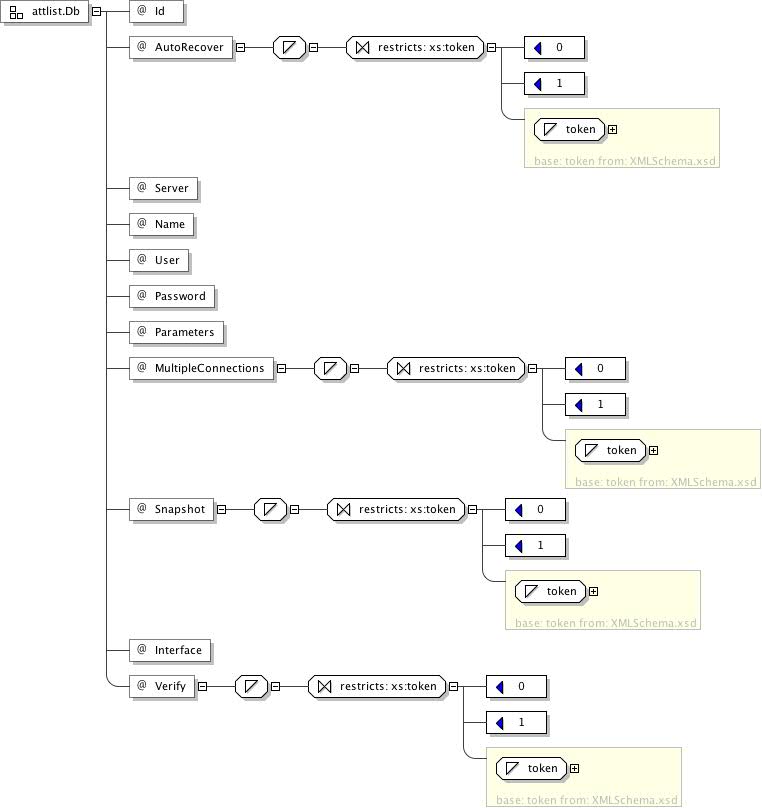 attlist.Db
@ Id
@ AutoRecover
restricts: xs:token
0
1
token
base: token from: XMLSchema.xsd
@ Server
@ Name
@ User
@ Password
@ Parameters
@ MultipleConnections
restricts: xs:token
0
1
token
base: token from: XMLSchema.xsd
@ Snapshot
restricts: xs:token
0
1
token
base: token from: XMLSchema.xsd
@ Interface
@ Verify
restricts: xs:token
0
1
token
base: token from: XMLSchema.xsd